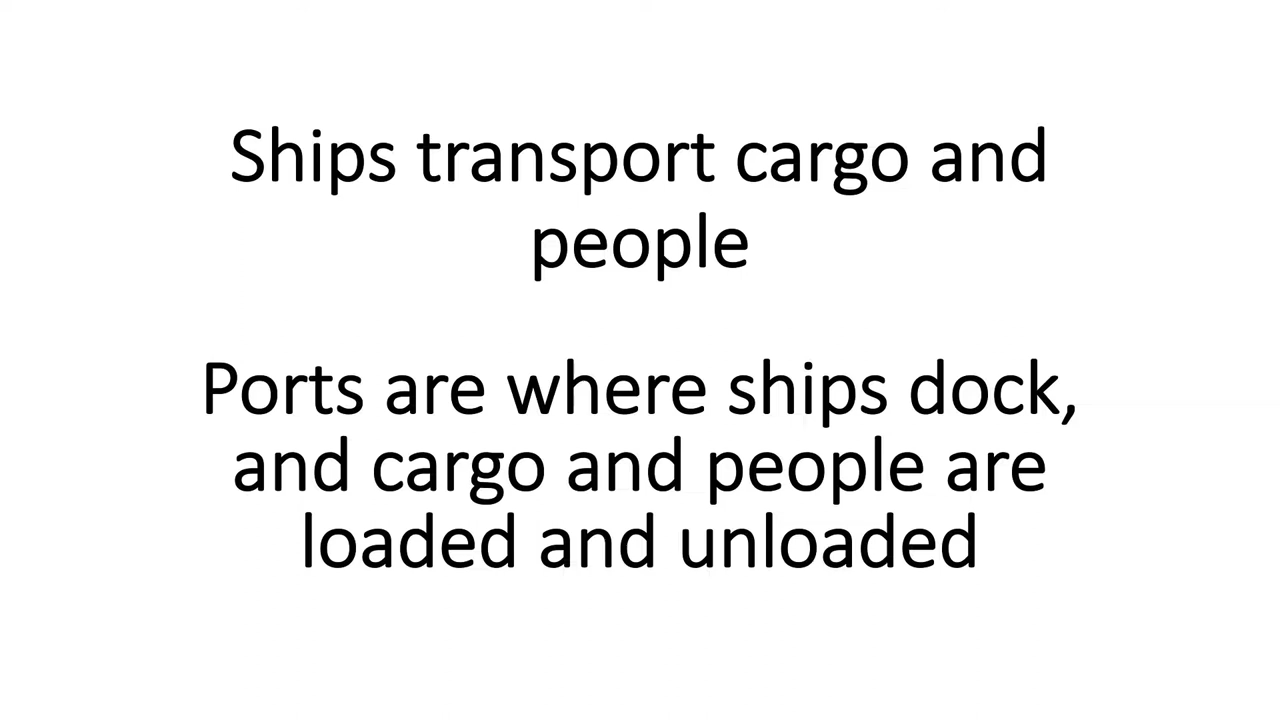 Ships transport cargo and
people
Ports are where ships dock,
and cargo and people are
loaded and unloaded